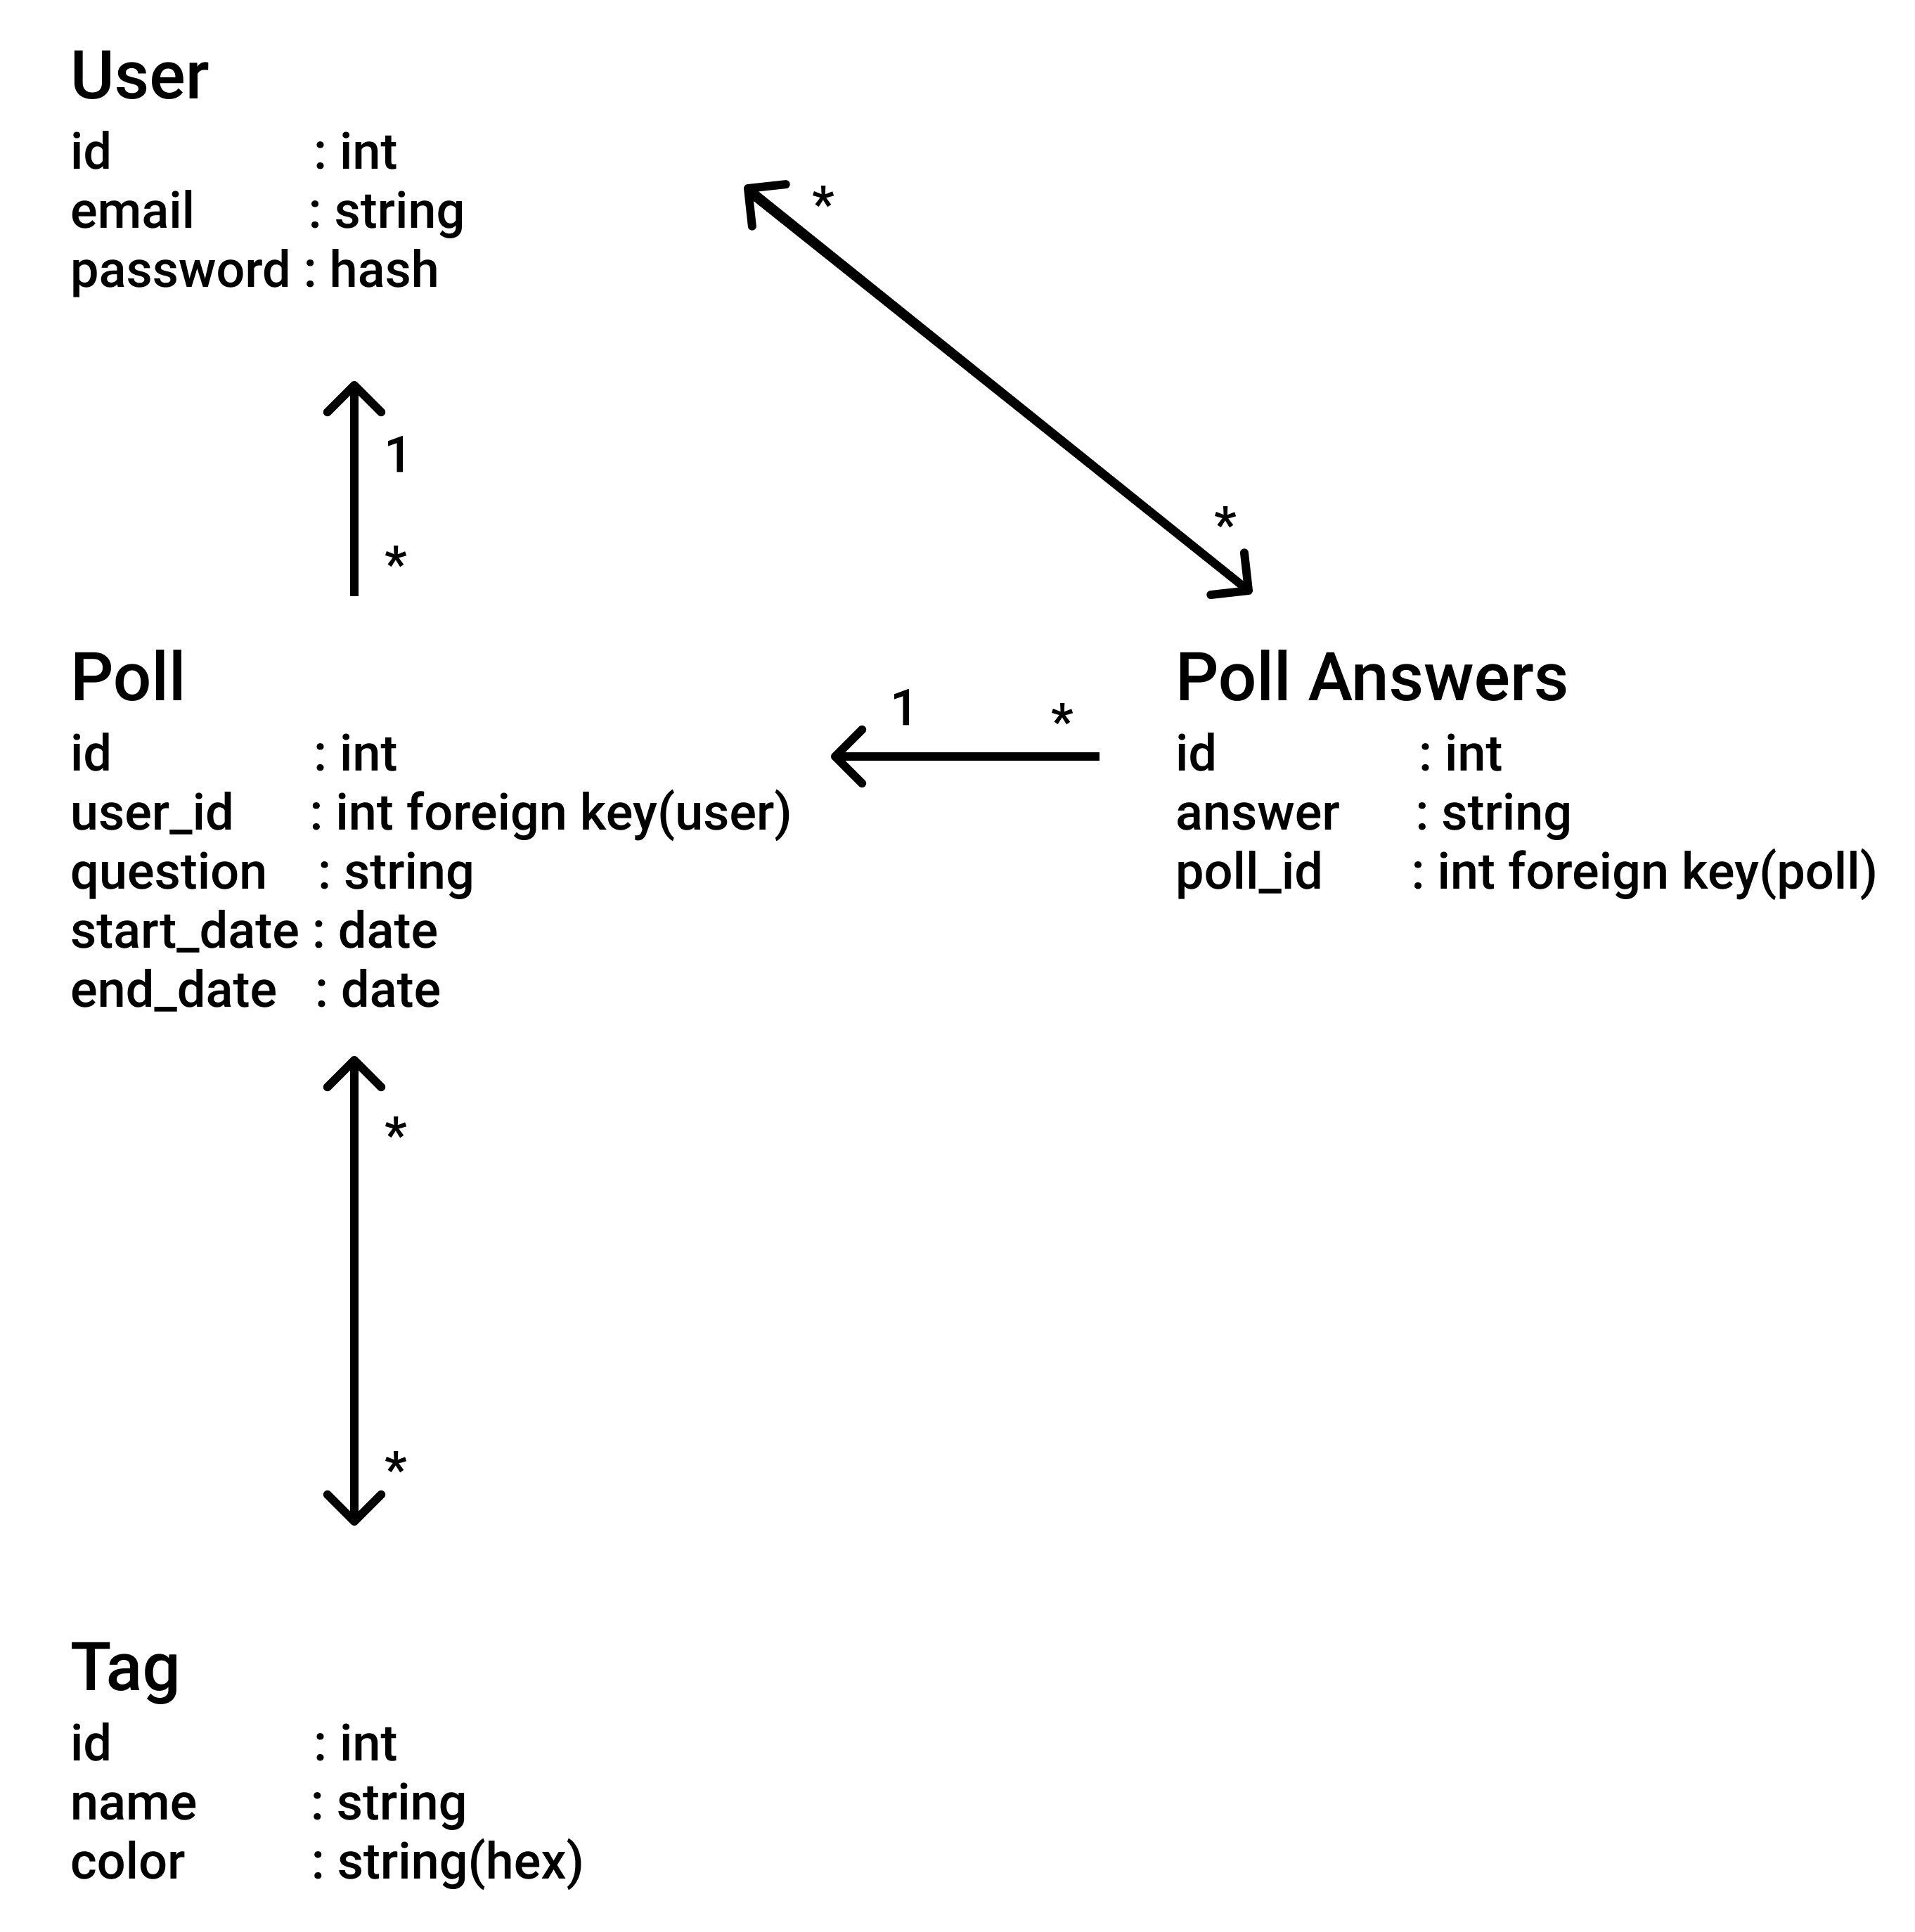 User
id : int
email : string
password : hash
*
1
*
*
Poll
id : int
user_id : int foreign key(user)
question : string
start_date : date
end_date : date
1 *
Poll Answers
id : int
answer : string
poll_id : int foreign key(poll)
*
*
Tag
id : int
name : string
color : string(hex)